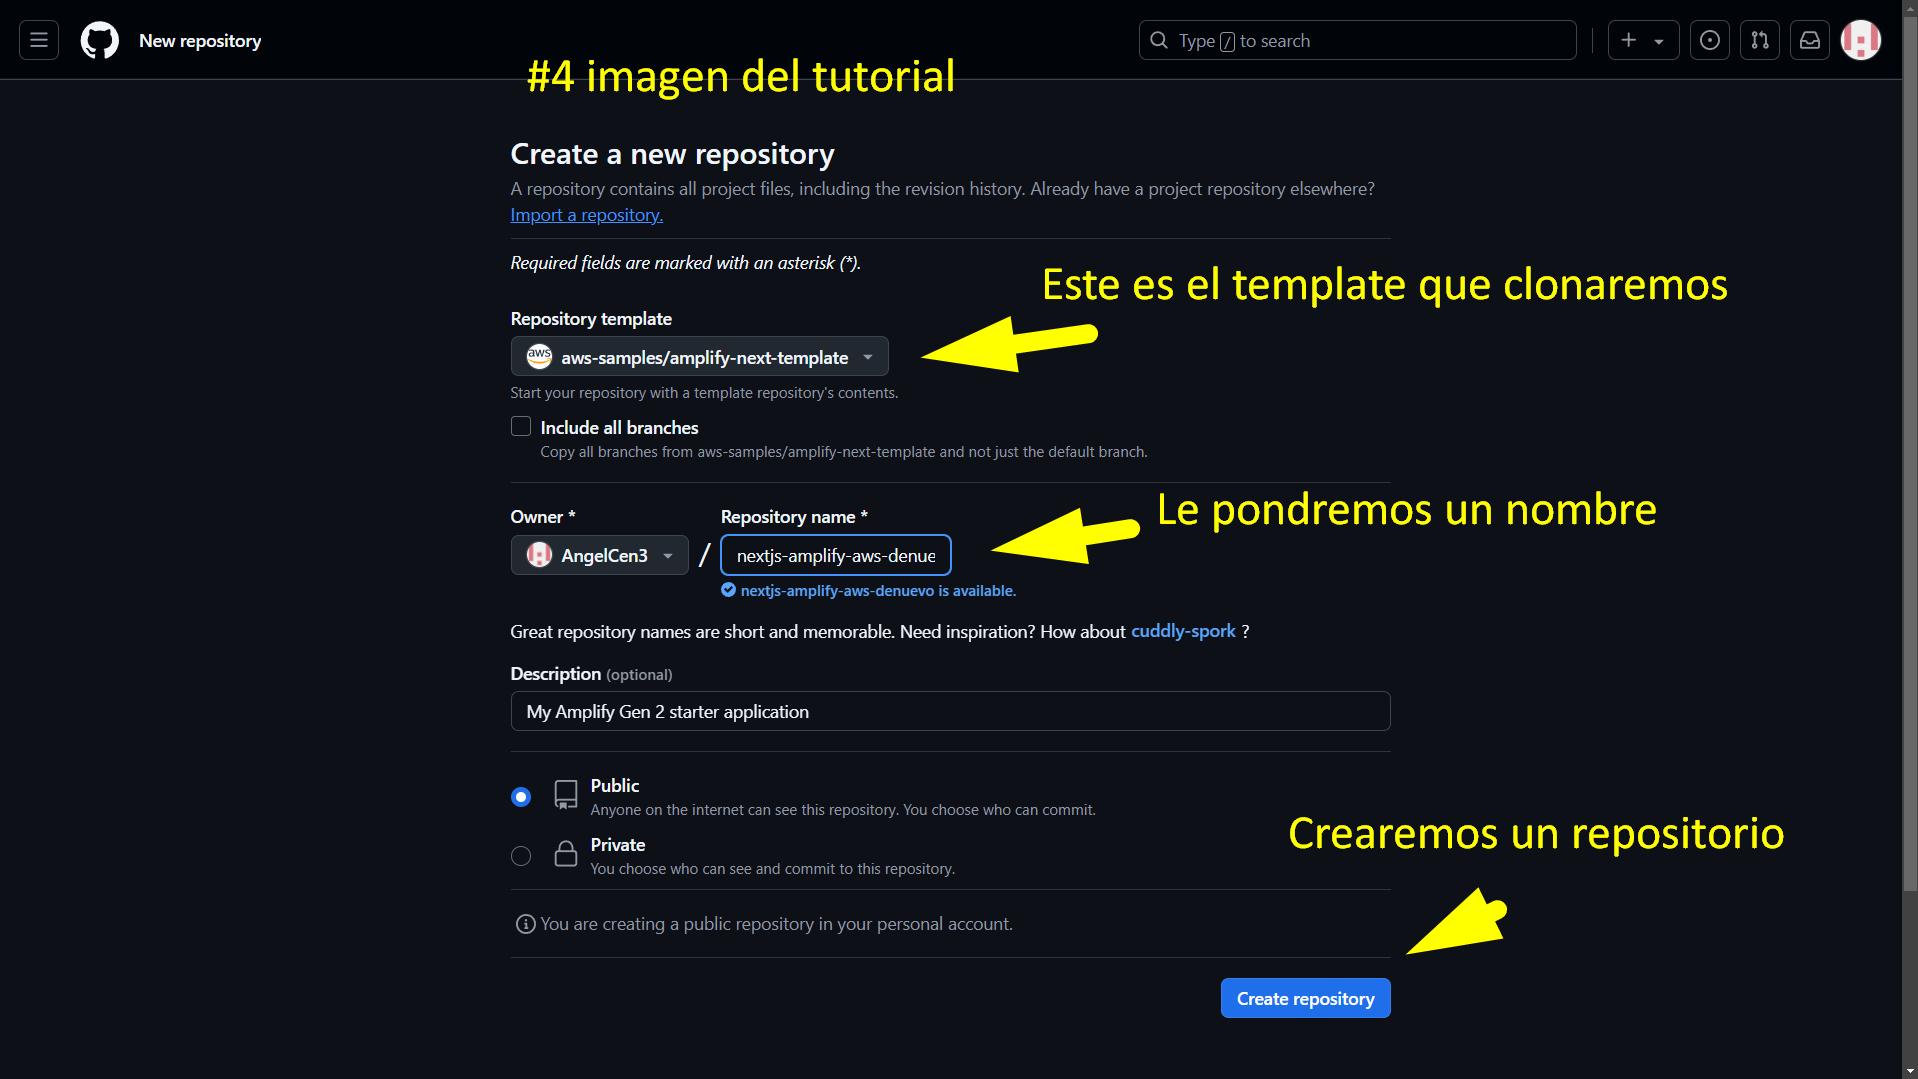 New repository
Type / to search
#4 imagen del tutorial
Create a new repository
A repository contains all project files, including the revision history. Already have a project repository elsewhere?
Import a repository.
Required fields are marked with an asterisk (*).
Este es el template que clonaremos
Repository template
aws
aws-samples/amplify-next-template
Start your repository with a template repository's contents.
Include all branches
Copy all branches from aws-samples/amplify-next-template and not just the default branch.
Le pondremos un nombre
Owner * Repository name *
AngelCen3 / nextjs-amplify-aws-denue
nextjs-amplify-aws-denuevo is available.
Great repository names are short and memorable. Need inspiration? How about cuddly-spork ?
Description (optional)
My Amplify Gen 2 starter application
Public
Anyone on the internet can see this repository. You choose who can commit.
Crearemos un repositorio
Private
You choose who can see and commit to this repository.
You are creating a public repository in your personal account.
Create repository